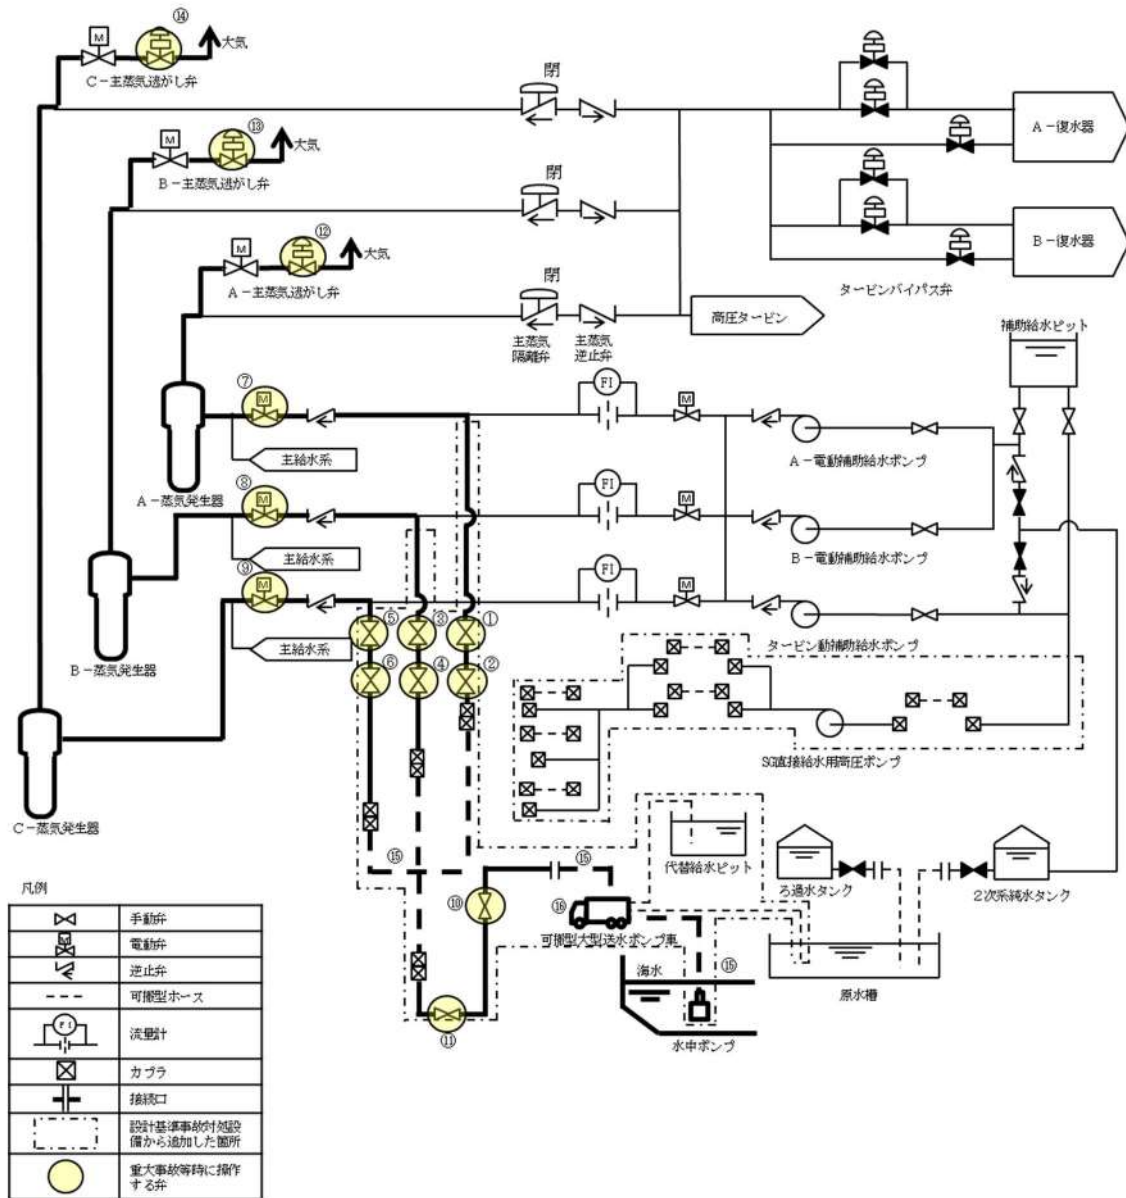 ⑭
M
大気
C-主蒸気逃がし弁
閉
A-復水器
⑬
M
大気
B-主蒸気逃がし弁
閉
⑫
M
大気
A-主蒸気逃がし弁
B-復水器
タービンバイパス弁
閉
高圧タービン
主蒸気
隔離弁
主蒸気
逆止弁
補助給水ピット
⑦
M
FI
M
主給水系
A-電動補助給水ポンプ
A-蒸気発生器
⑧
M
FI
M
主給水系
B-電動補助給水ポンプ
⑨
M
FI
M
主給水系
⑤
③
①
タービン動補助給水ポンプ
B-蒸気発生器
⑥
④
②
SG直接給水用高圧ポンプ
C-蒸気発生器
⑮
⑮
代替給水ピット
ろ過水タンク
2次系純水タンク
⑩
⑯
可搬型大型送水ポンプ車
海水
⑮
原水槽
⑪
水中ポンプ
凡例
手動弁
M
電動弁
逆止弁
可搬型ホース
FI
流量計
カプラ
接続口
設計基準事故対処設
備から追加した箇所
重大事故等時に操作
する弁